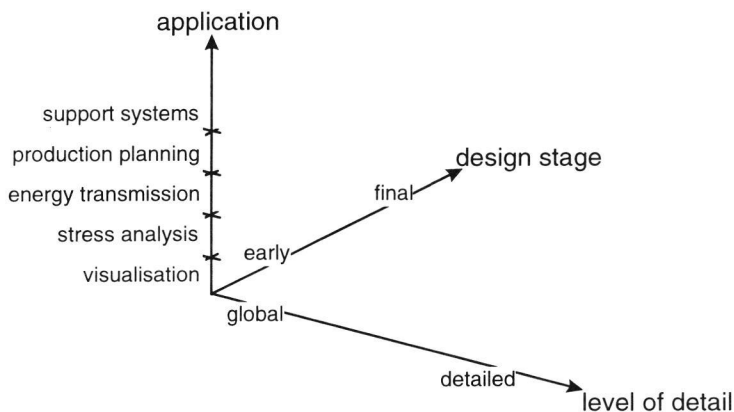 application
support systems
production planning
design stage
energy transmission
final
stress analysis
early
visualisation
global
detailed
level of detail